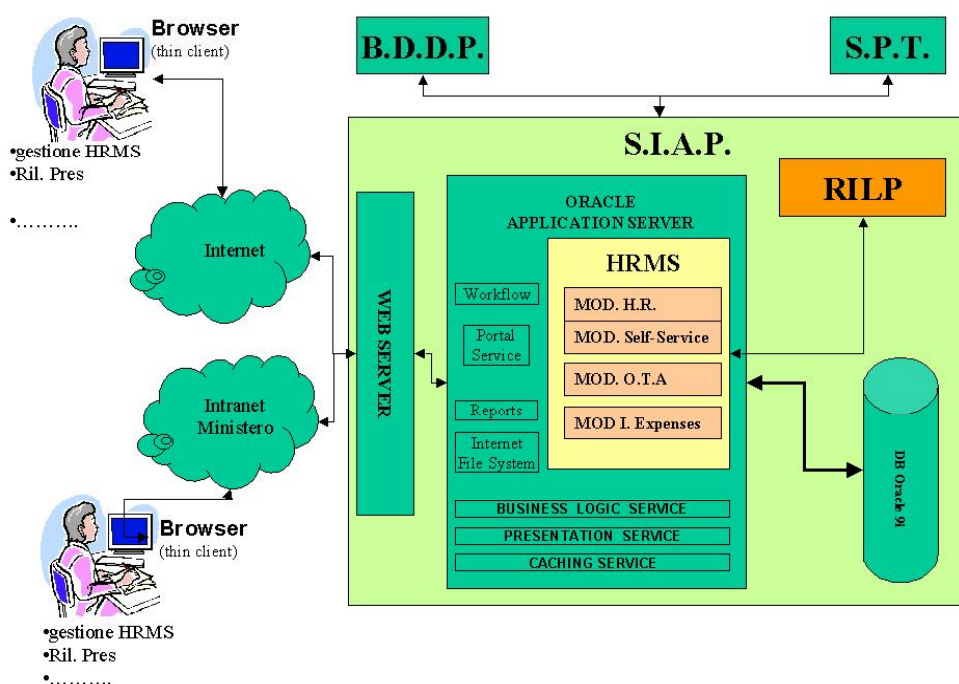 Browser
(thin client)
•gestione HRMS
•Ril. Pres
•……….
Internet
Intranet
Ministero
Browser
(thin client)
•gestione HRMS
•Ril. Pres
•……….
B.D.D.P.
S.P.T.
S.I.A.P.
WEB SERVER
ORACLE
APPLICATION SERVER
Workflow
Portal
Service
Reports
Internet
File System
HRMS
MOD. H.R.
MOD. Self-Service
MOD. O.T.A
MOD I. Expenses
BUSINESS LOGIC SERVICE
PRESENTATION SERVICE
CACHING SERVICE
RILP
DB Oracle 9i